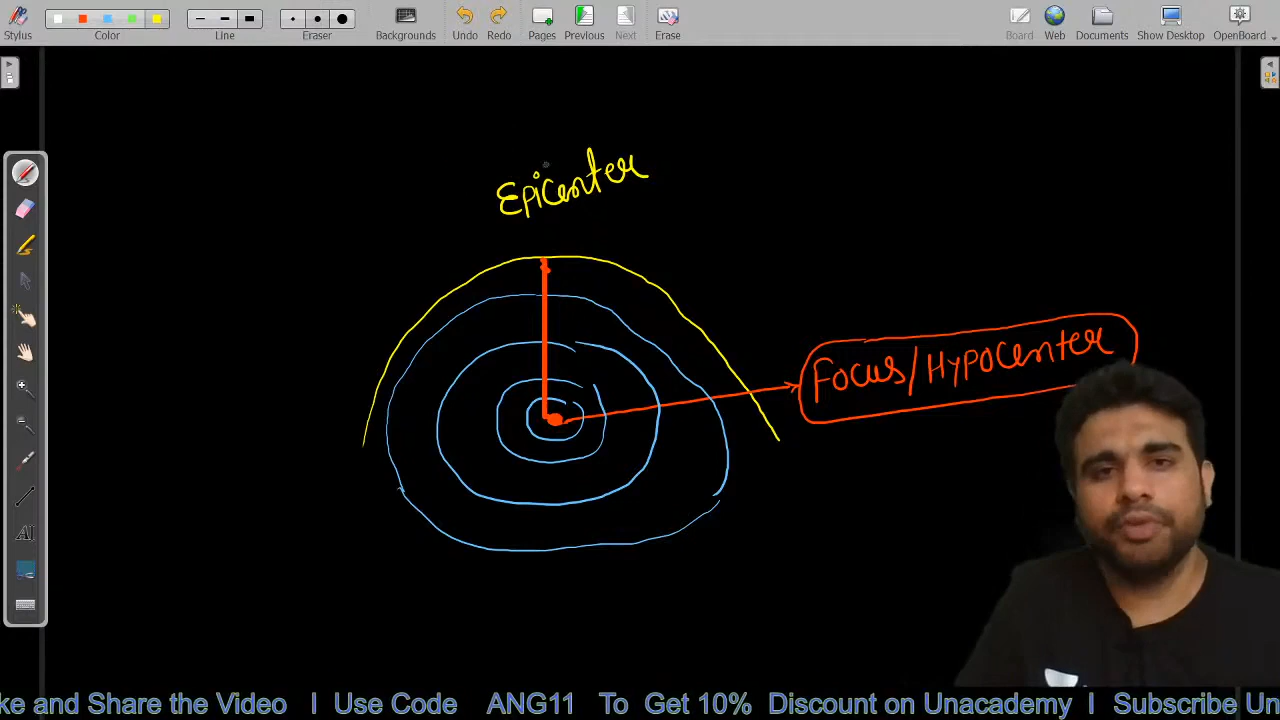 Stylus
Color
Line
Eraser
Backgrounds
Undo
Redo
Pages
Previous
Next
Erase
Board
Web
Documents
Show Desktop
OpenBoard
Epicenter
Focus/Hypocenter
AI
ke and Share the Video I Use Code ANG11 To Get 10% Discount on Unacademy I Subscribe Un